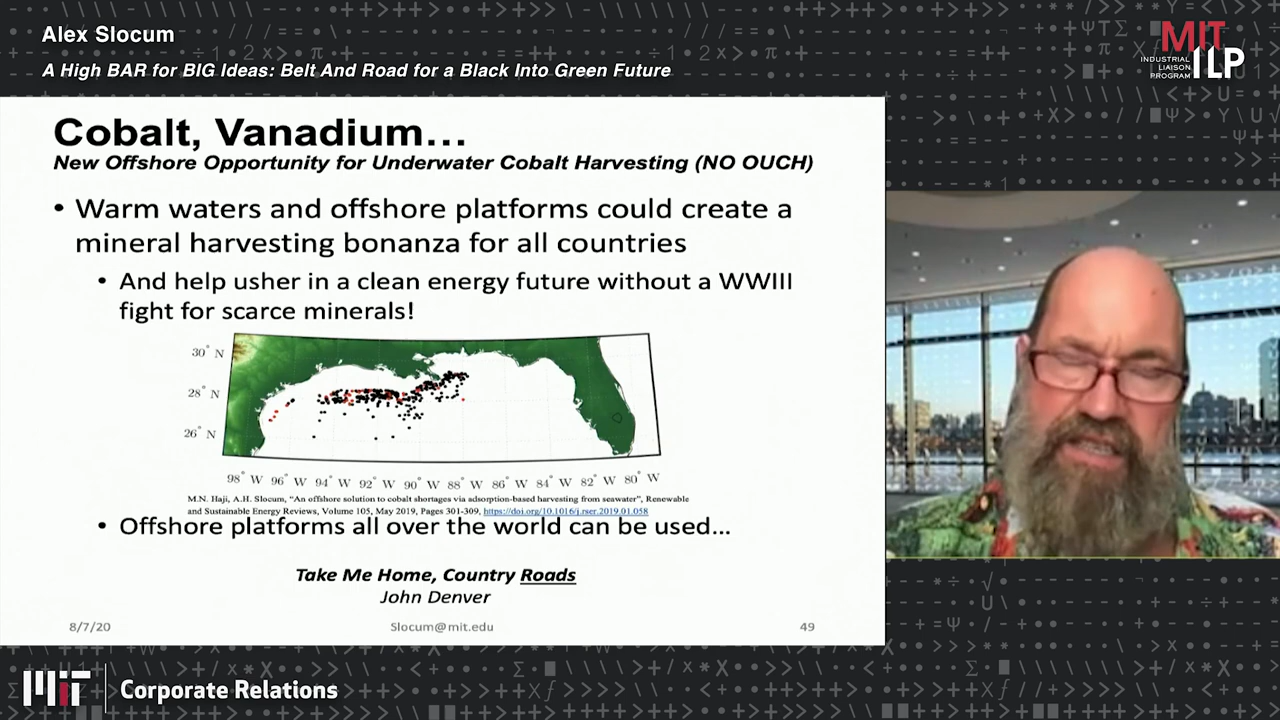 Alex Slocum
A High BAR for BIG Ideas: Belt And Road for a Black Into Green Future
MIT
INDUSTRIAL
LIAISON
PROGRAM
ILP
Cobalt, Vanadium...
New Offshore Opportunity for Underwater Cobalt Harvesting (NO OUCH)
• Warm waters and offshore platforms could create a
mineral harvesting bonanza for all countries
• And help usher in a clean energy future without a WWIII
fight for scarce minerals!
30° N
28° N
26° N
98° W 96° W 94° W 92° W 90° W 88° W 86° W 84° W 82° W 80° W
M.N. Haji, A.H. Slocum, "An offshore solution to cobalt shortages via adsorption-based harvesting from seawater", Renewable
and Sustainable Energy Reviews, Volume 105, May 2019, Pages 301-309, https://doi.org/10.1016/j.rser.2019.01.058
• Offshore platforms all over the world can be used...
Take Me Home, Country Roads
John Denver
8/7/20
Slocum@mit.edu
49
MIT
Corporate Relations